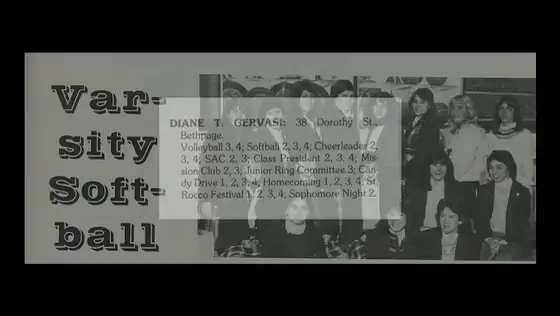 Var-
sity
Soft-
ball
DIANE T. GERVASI: 38 Dorothy St.,
Bethpage.
Volleyball 3, 4; Softball 2, 3, 4; Cheerleader 2,
3, 4; SAC 2, 3; Class President 2, 3, 4; Mis-
sion Club 2, 3; Junior Ring Committee 3; Can-
dy Drive 1, 2, 3, 4; Homecoming 1, 2, 3, 4; St.
Rocco Festival 1, 2, 3, 4; Sophomore Night 2.